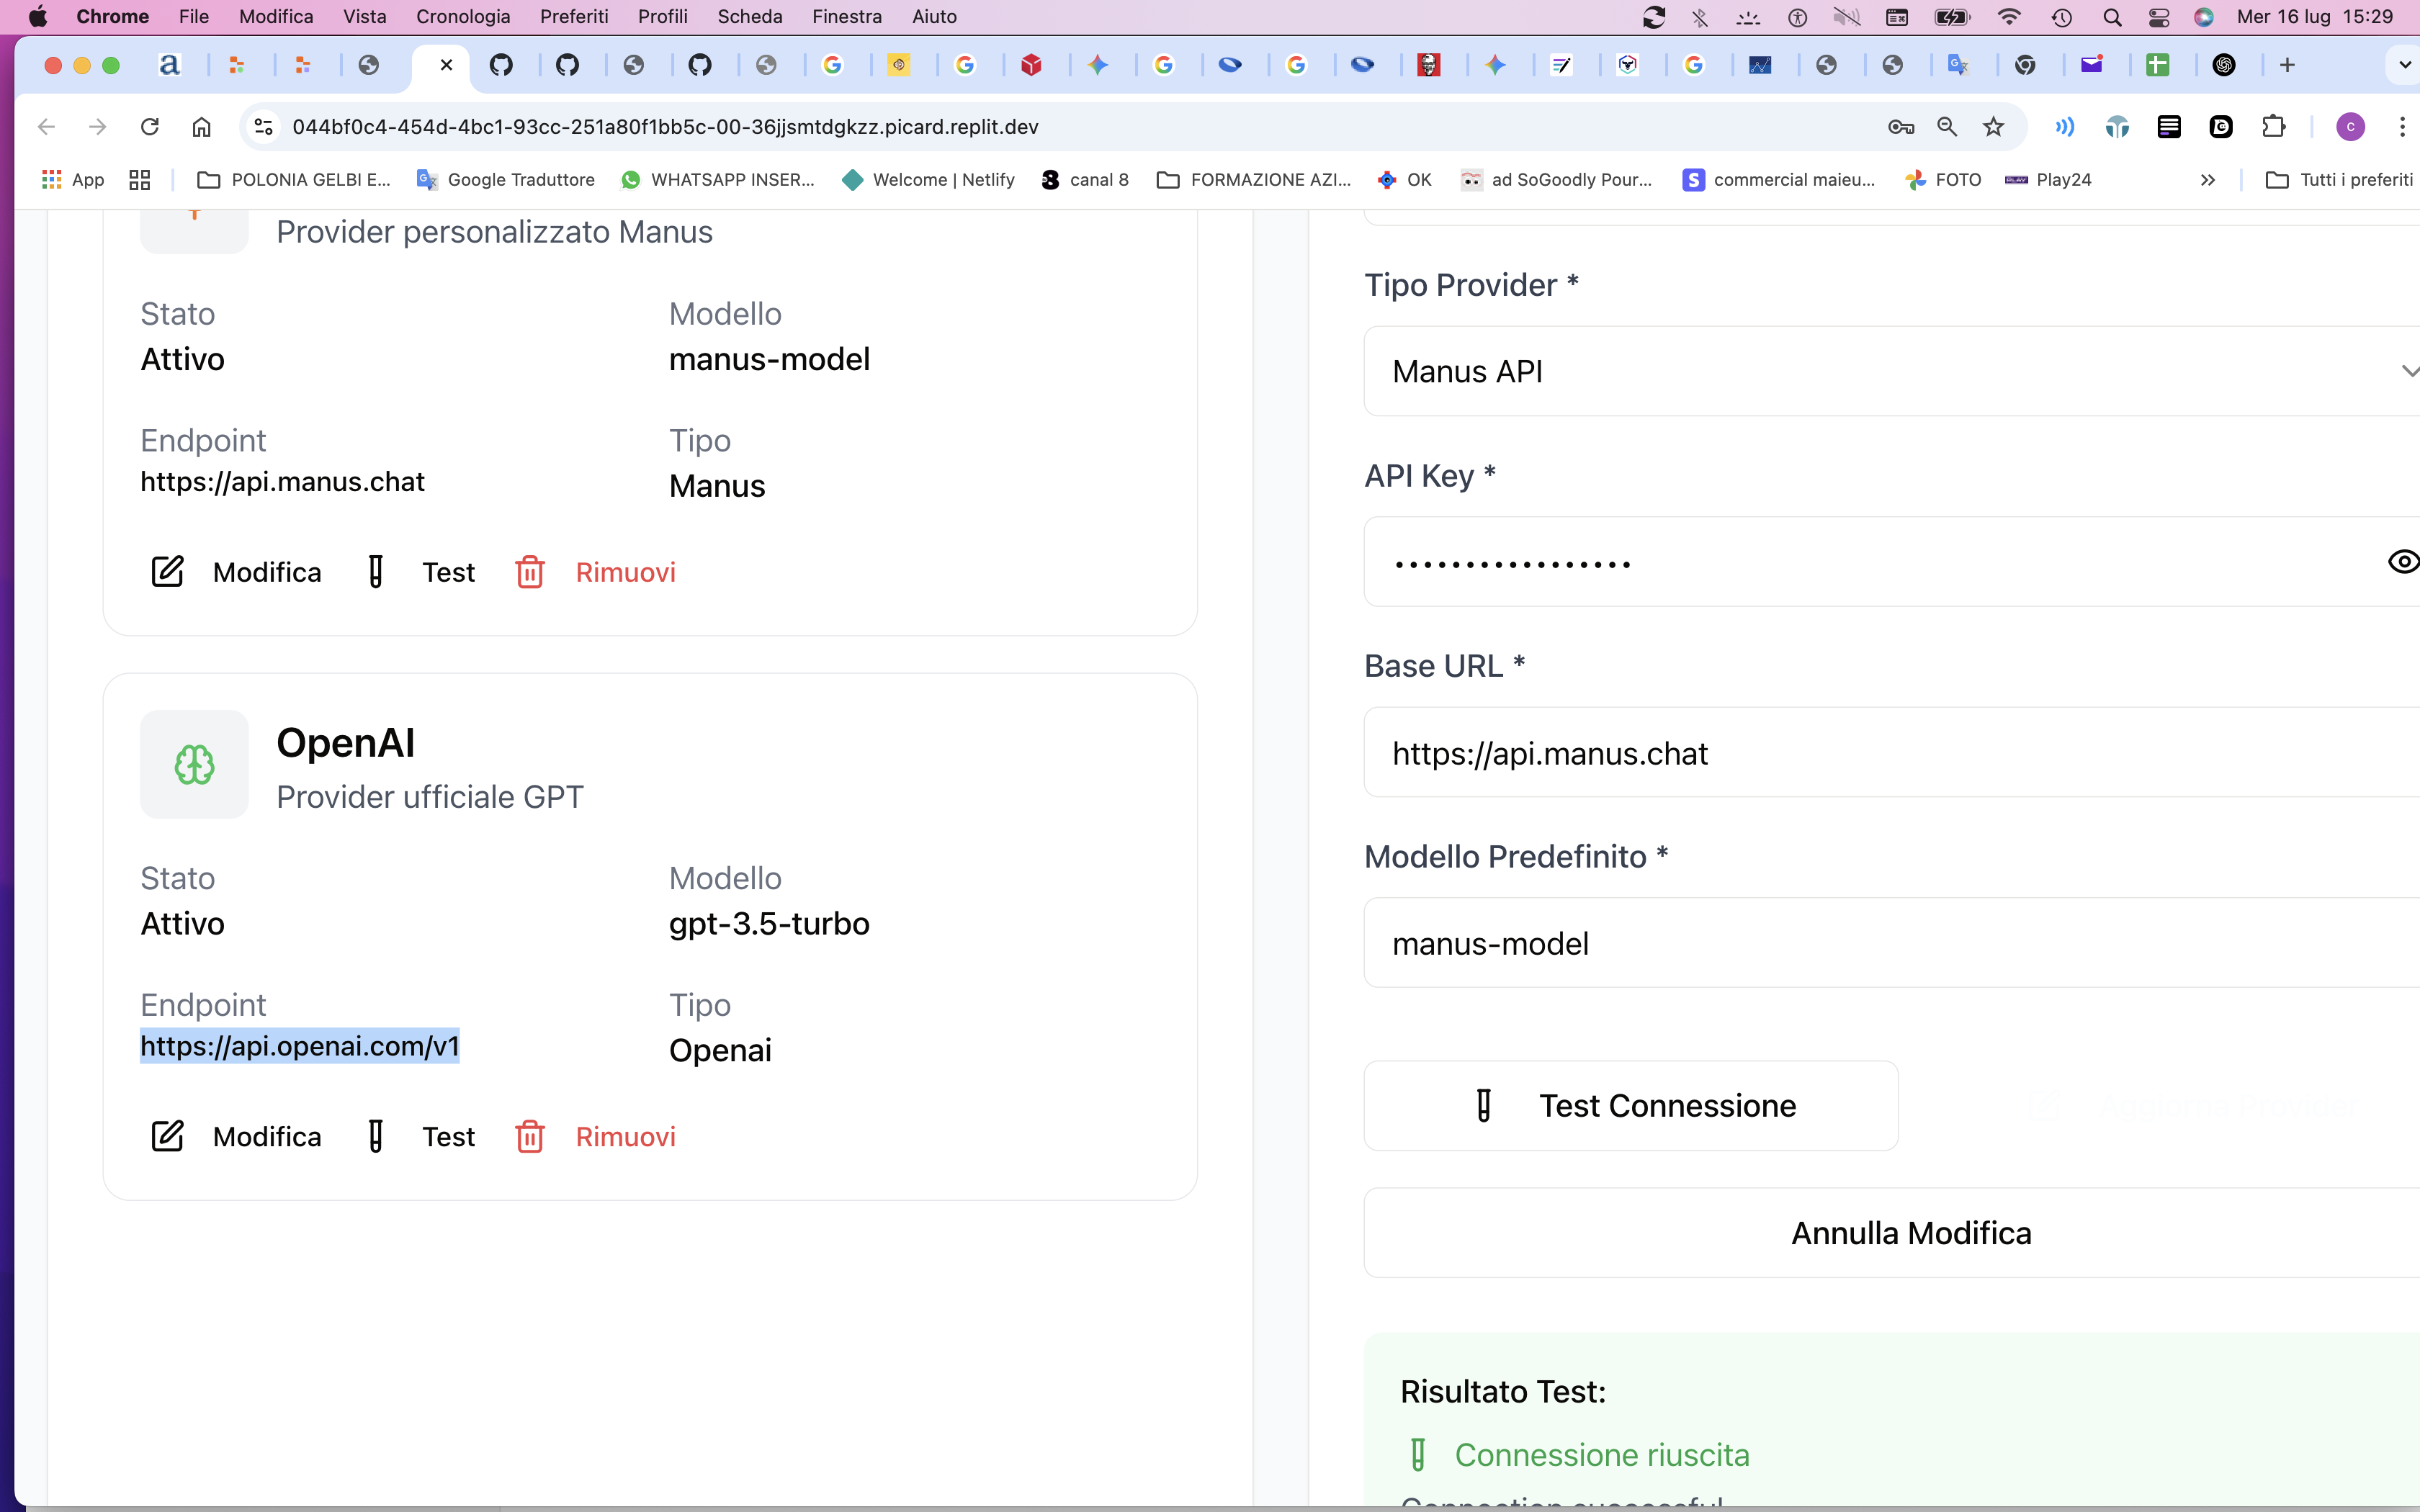 Chrome File Modifica Vista Cronologia Preferiti Profili Scheda Finestra Aiuto Mer 16 lug 15:29
044bf0c4-454d-4bc1-93cc-251a80f1bb5c-00-36jjsmtdgkzz.picard.replit.dev
App POLONIA GELBI E... Google Traduttore WHATSAPP INSER... Welcome | Netlify canal 8 FORMAZIONE AZI... OK ad SoGoodly Pour... commercial maieu... FOTO Play24 Tutti i preferiti
Provider personalizzato Manus
Stato Modello
Attivo manus-model
Endpoint Tipo
https://api.manus.chat Manus
Modifica Test Rimuovi
OpenAI
Provider ufficiale GPT
Stato Modello
Attivo gpt-3.5-turbo
Endpoint Tipo
https://api.openai.com/v1 Openai
Modifica Test Rimuovi
Tipo Provider *
Manus API
API Key *
•••••••••••••••••
Base URL *
https://api.manus.chat
Modello Predefinito *
manus-model
Test Connessione
Annulla Modifica
Risultato Test:
Connessione riuscita
Connection successful